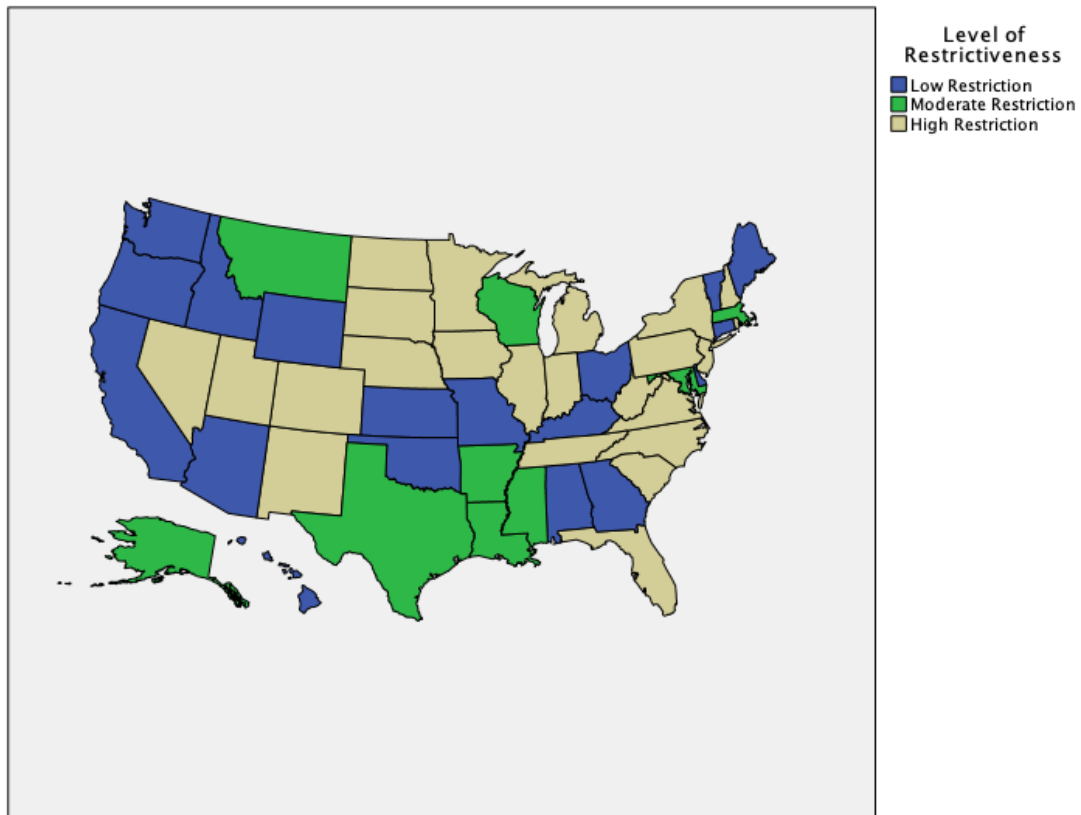 Level of
Restrictiveness
Low Restriction
Moderate Restriction
High Restriction